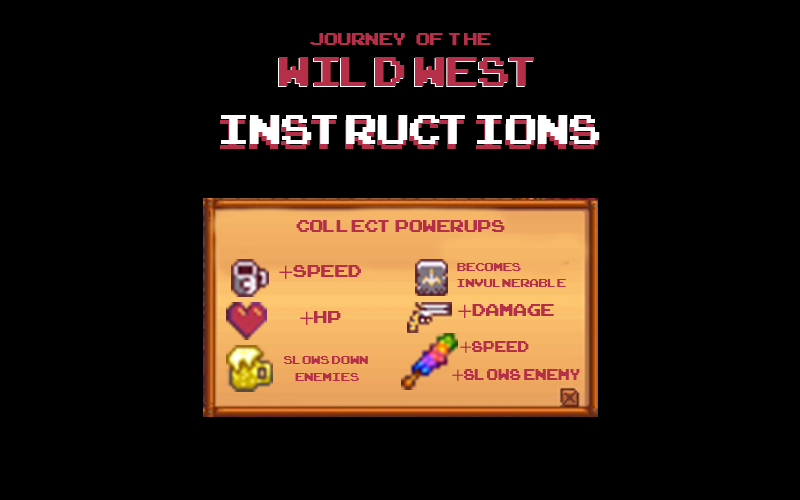 JOURNEY OF THE
WILD WEST
INSTRUCTIONS
COLLECT POWERUPS
+SPEED
BECOMES
INVULNERABLE
+HP
+DAMAGE
SLOWS DOWN
ENEMIES
+SPEED
+SLOWS ENEMY